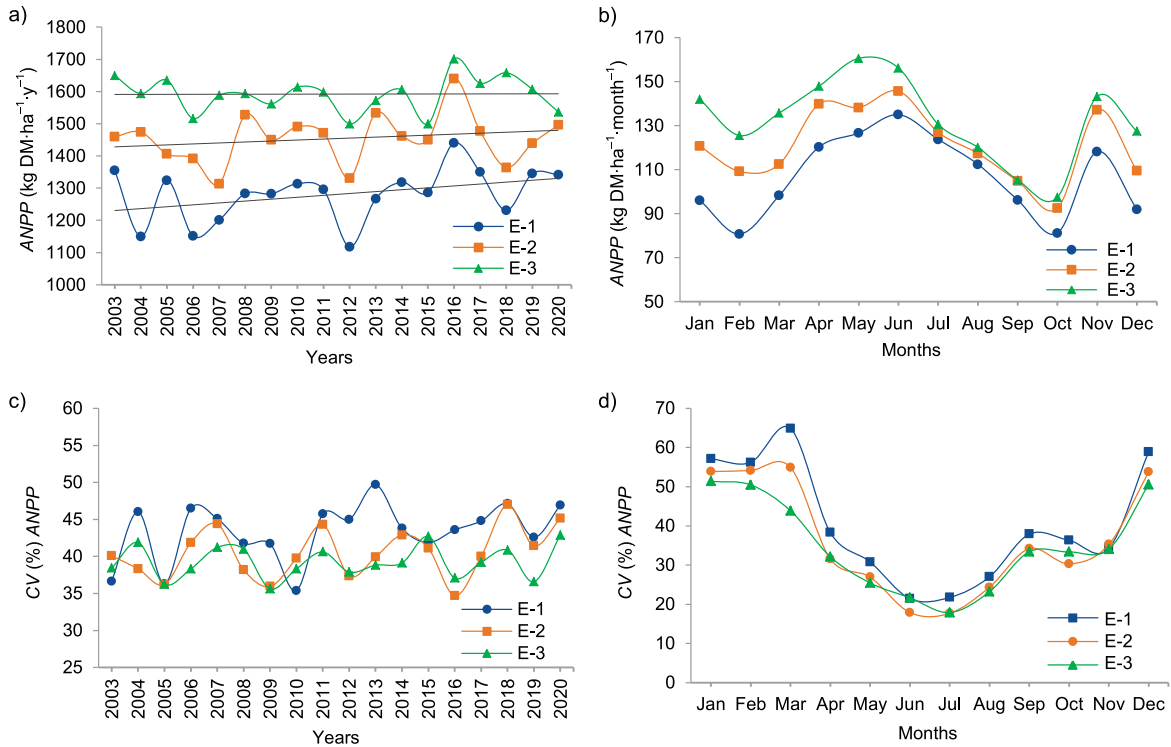 a)
ANPP (kg DM·ha⁻¹·y⁻¹)
1800
1700
1600
1500
1400
1300
1200
1100
1000
E-1
E-2
E-3
2003 2004 2005 2006 2007 2008 2009 2010 2011 2012 2013 2014 2015 2016 2017 2018 2019 2020
Years
b)
ANPP (kg DM·ha⁻¹·month⁻¹)
170
150
130
110
90
70
50
E-1
E-2
E-3
Jan Feb Mar Apr May Jun Jul Aug Sep Oct Nov Dec
Months
c)
CV (%) ANPP
60
55
50
45
40
35
30
25
E-1
E-2
E-3
2003 2004 2005 2006 2007 2008 2009 2010 2011 2012 2013 2014 2015 2016 2017 2018 2019 2020
Years
d)
CV (%) ANPP
70
60
50
40
30
20
10
0
E-1
E-2
E-3
Jan Feb Mar Apr May Jun Jul Aug Sep Oct Nov Dec
Months